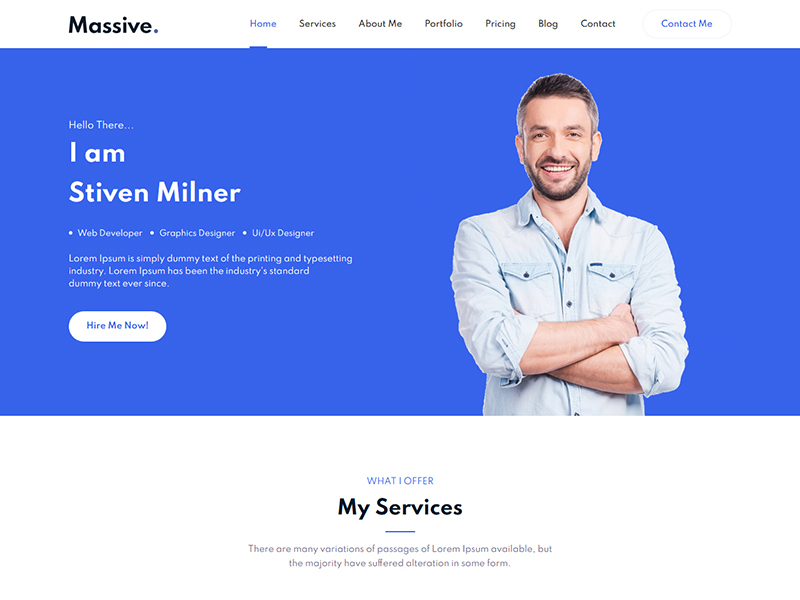 Massive.
Home Services About Me Portfolio Pricing Blog Contact Contact Me
Hello There...
I am
Stiven Milner
Web Developer Graphics Designer Ui/Ux Designer
Lorem Ipsum is simply dummy text of the printing and typesetting
industry. Lorem Ipsum has been the industry's standard
dummy text ever since.
Hire Me Now!
WHAT I OFFER
My Services
There are many variations of passages of Lorem Ipsum available, but
the majority have suffered alteration in some form.